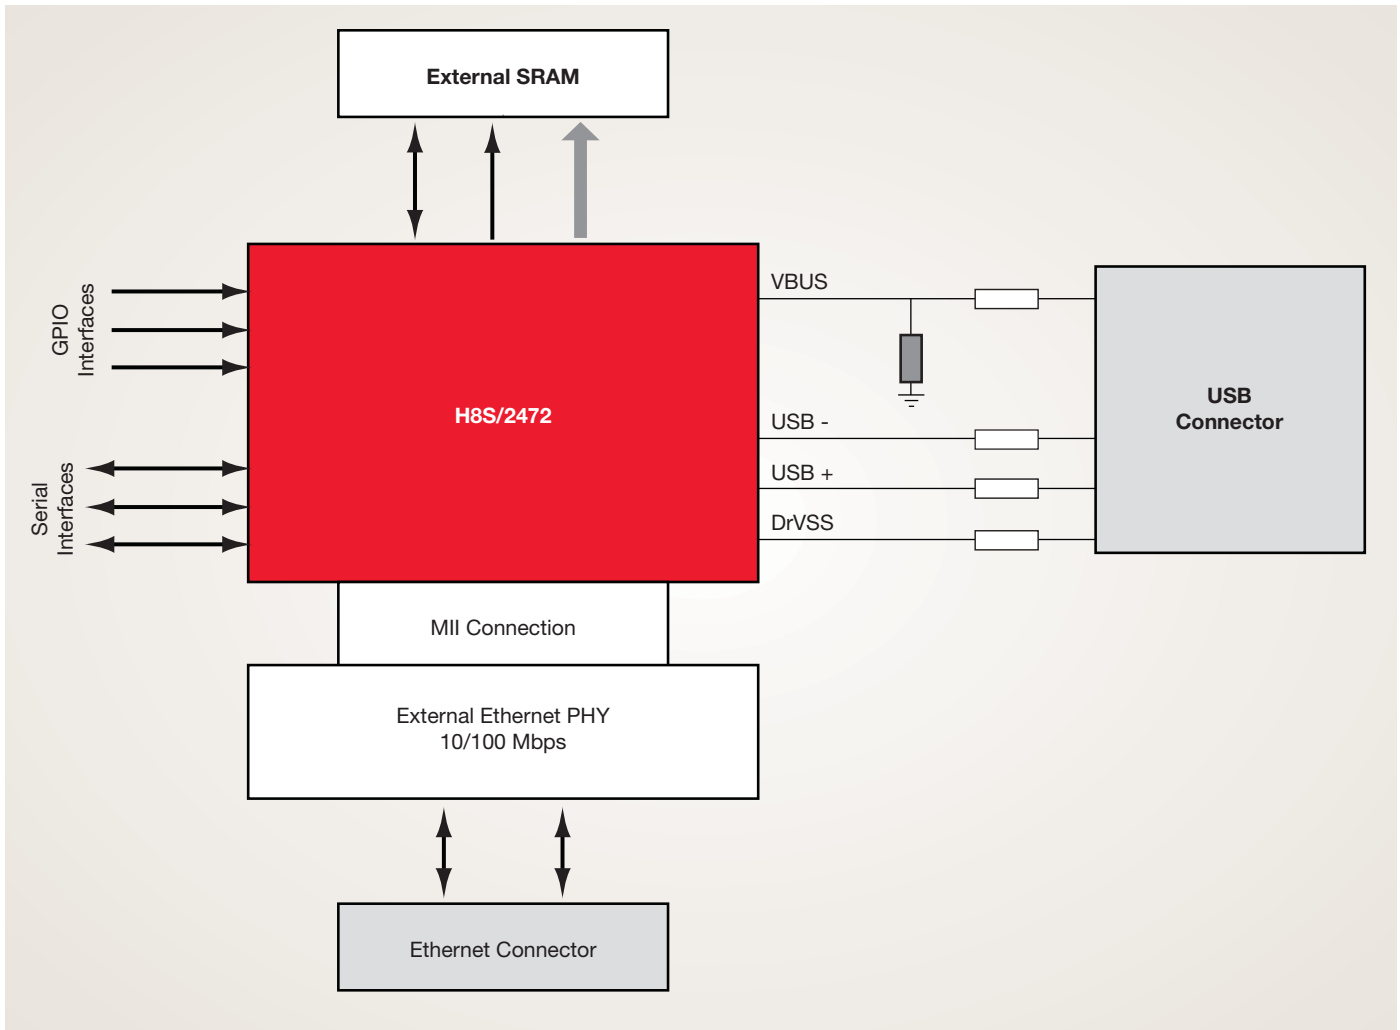 External SRAM
GPIO
Interfaces
VBUS
H8S/2472
USB -
USB +
DrVSS
USB
Connector
Serial
Interfaces
MII Connection
External Ethernet PHY
10/100 Mbps
Ethernet Connector